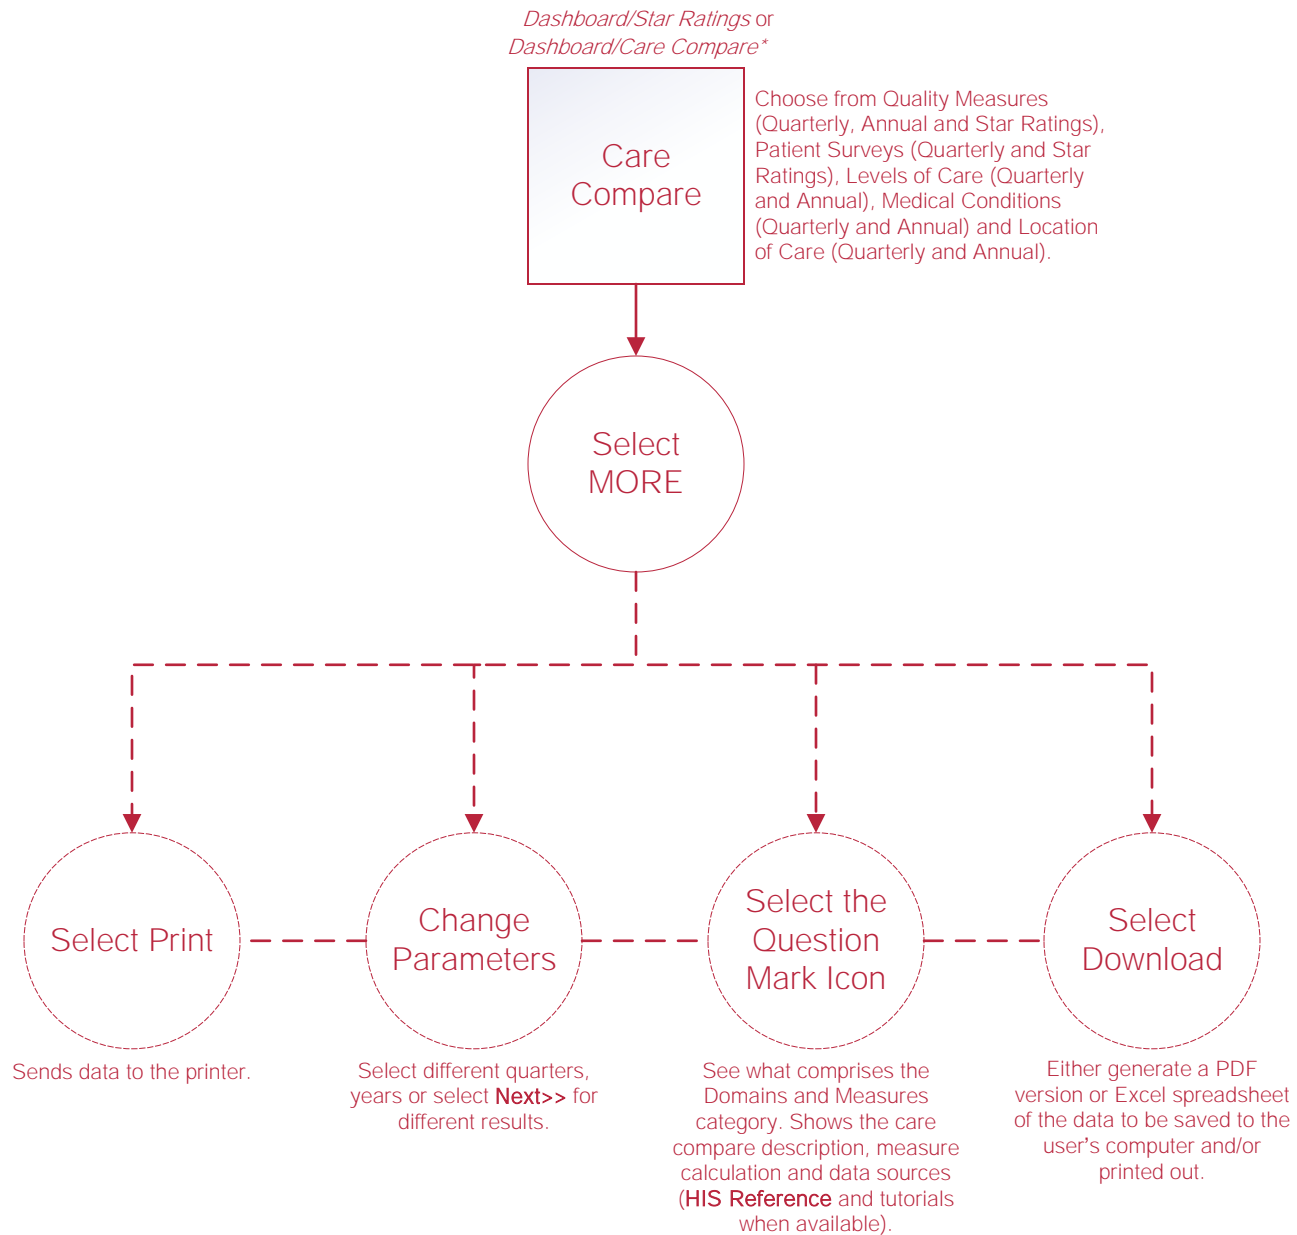 Dashboard/Star Ratings or
Dashboard/Care Compare*
Care
Compare
Choose from Quality Measures
(Quarterly, Annual and Star Ratings),
Patient Surveys (Quarterly and Star
Ratings), Levels of Care (Quarterly
and Annual), Medical Conditions
(Quarterly and Annual) and Location
of Care (Quarterly and Annual).
Select
MORE
Select Print
Sends data to the printer.
Change
Parameters
Select different quarters,
years or select Next>> for
different results.
Select the
Question
Mark Icon
See what comprises the
Domains and Measures
category. Shows the care
compare description, measure
calculation and data sources
(HIS Reference and tutorials
when available).
Select
Download
Either generate a PDF
version or Excel spreadsheet
of the data to be saved to the
user's computer and/or
printed out.